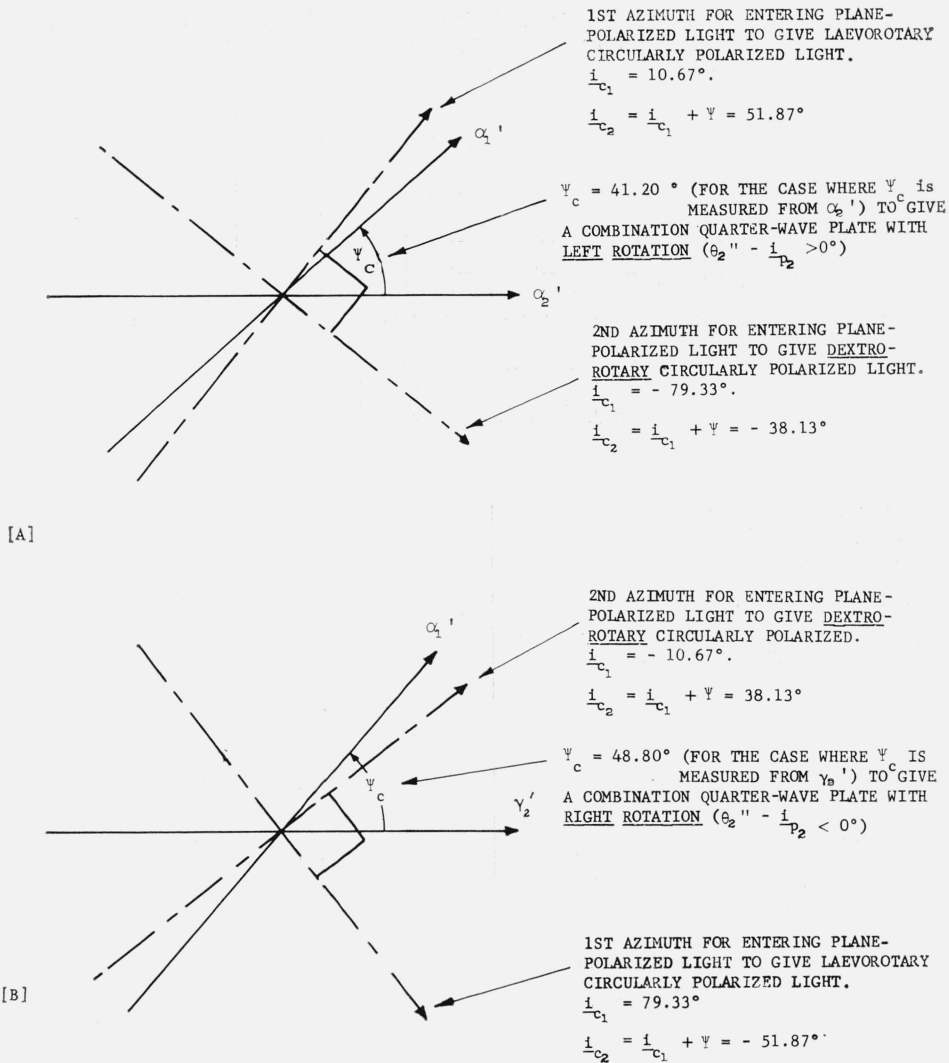 1ST AZIMUTH FOR ENTERING PLANE-
POLARIZED LIGHT TO GIVE LAEVOROTARY
CIRCULARLY POLARIZED LIGHT.
i_c₁ = 10.67°.
i_c₂ = i_c₁ + Ψ = 51.87°
α₁'
Ψ_c = 41.20 ° (FOR THE CASE WHERE Ψ_c is
MEASURED FROM α₂') TO GIVE
A COMBINATION QUARTER-WAVE PLATE WITH
LEFT ROTATION (θ₂" - i_p₂ >0°)
Ψ_c
α₂'
2ND AZIMUTH FOR ENTERING PLANE-
POLARIZED LIGHT TO GIVE DEXTRO-
ROTARY CIRCULARLY POLARIZED LIGHT.
i_c₁ = - 79.33°.
i_c₂ = i_c₁ + Ψ = - 38.13°
[A]
2ND AZIMUTH FOR ENTERING PLANE-
POLARIZED LIGHT TO GIVE DEXTRO-
ROTARY CIRCULARLY POLARIZED.
i_c₁ = - 10.67°.
i_c₂ = i_c₁ + Ψ = 38.13°
α₁'
Ψ_c = 48.80° (FOR THE CASE WHERE Ψ_c IS
MEASURED FROM γ₂') TO GIVE
A COMBINATION QUARTER-WAVE PLATE WITH
RIGHT ROTATION (θ₂" - i_p₂ < 0°)
Ψ_c
γ₂'
1ST AZIMUTH FOR ENTERING PLANE-
POLARIZED LIGHT TO GIVE LAEVOROTARY
CIRCULARLY POLARIZED LIGHT.
i_c₁ = 79.33°
i_c₂ = i_c₁ + Ψ = - 51.87°
[B]